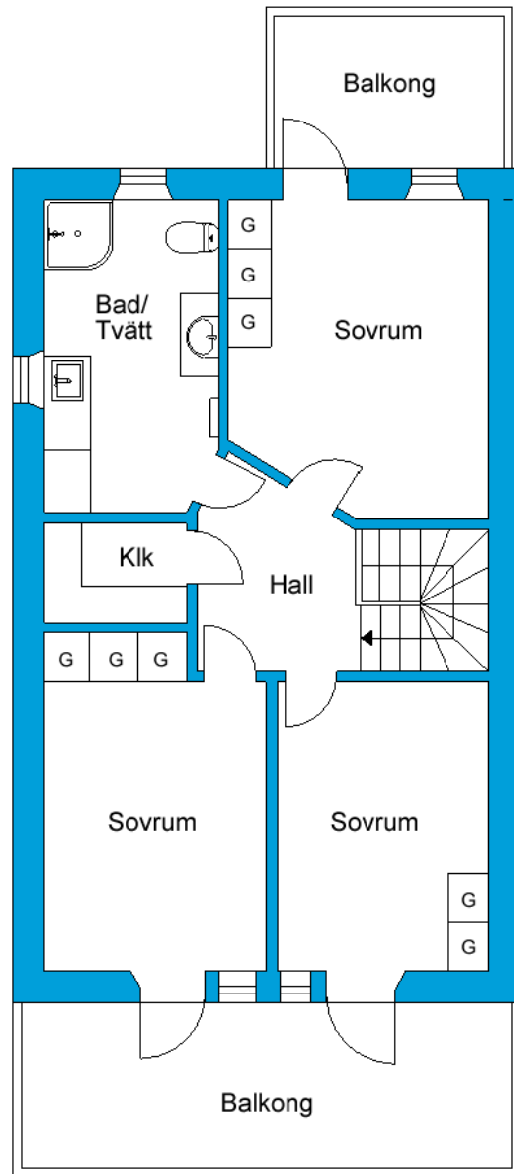 Balkong
G
G
G
Bad/
Tvätt
Sovrum
Klk
Hall
G G G
Sovrum
Sovrum
G
G
Balkong